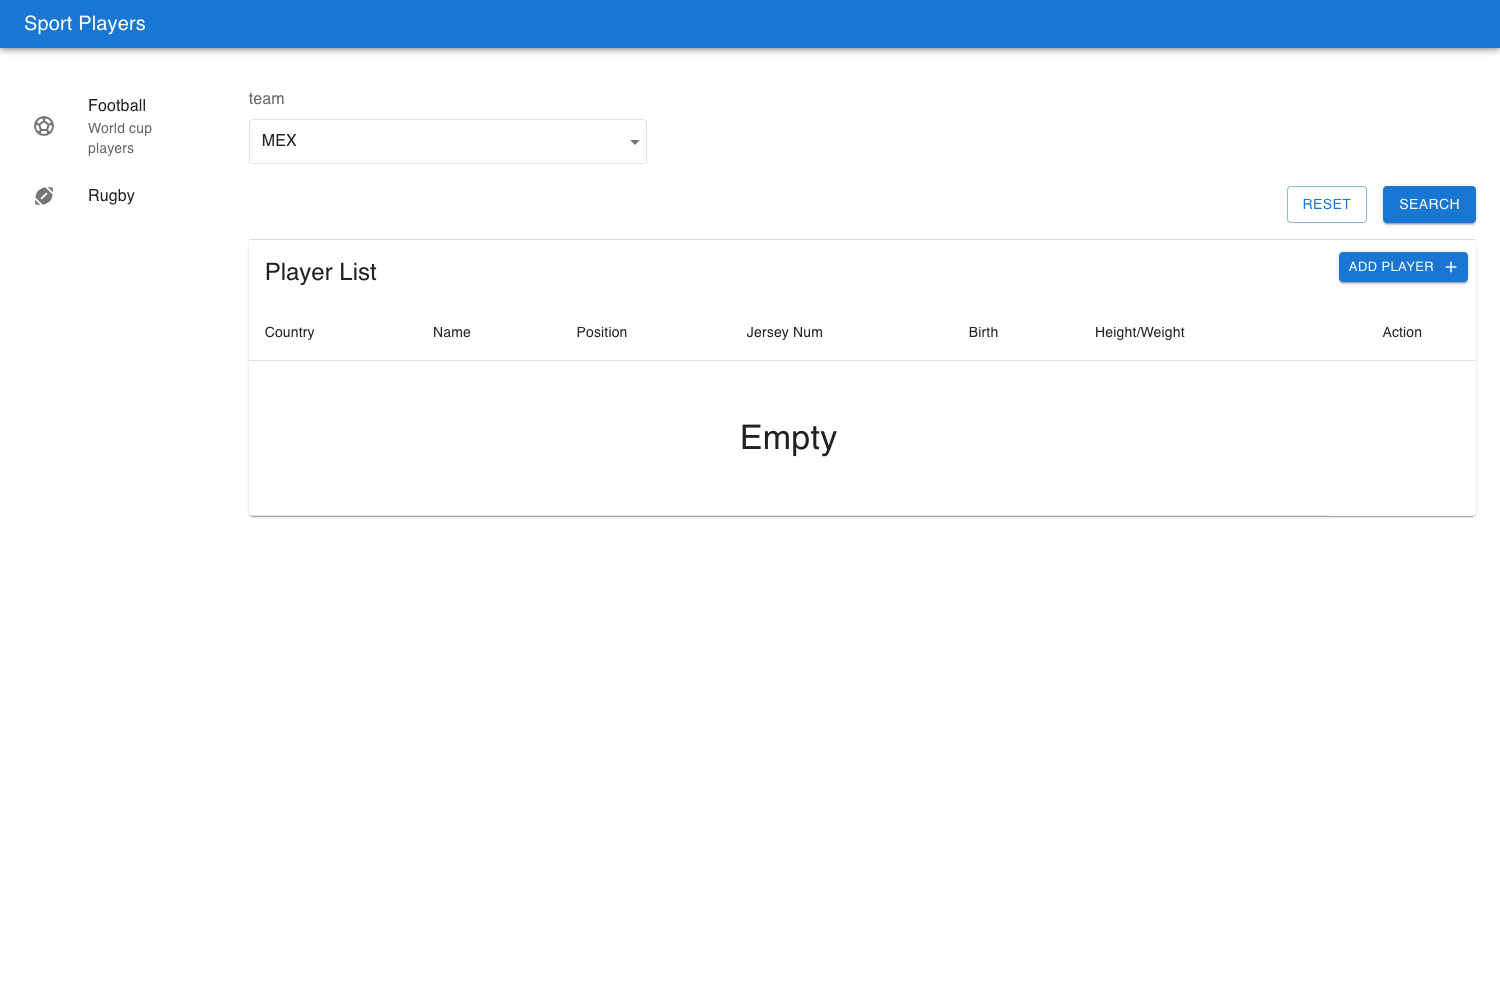 Sport Players
Football
World cup
players
Rugby
team
MEX
RESET
SEARCH
Player List
ADD PLAYER
Country Name Position Jersey Num Birth Height/Weight Action
Empty